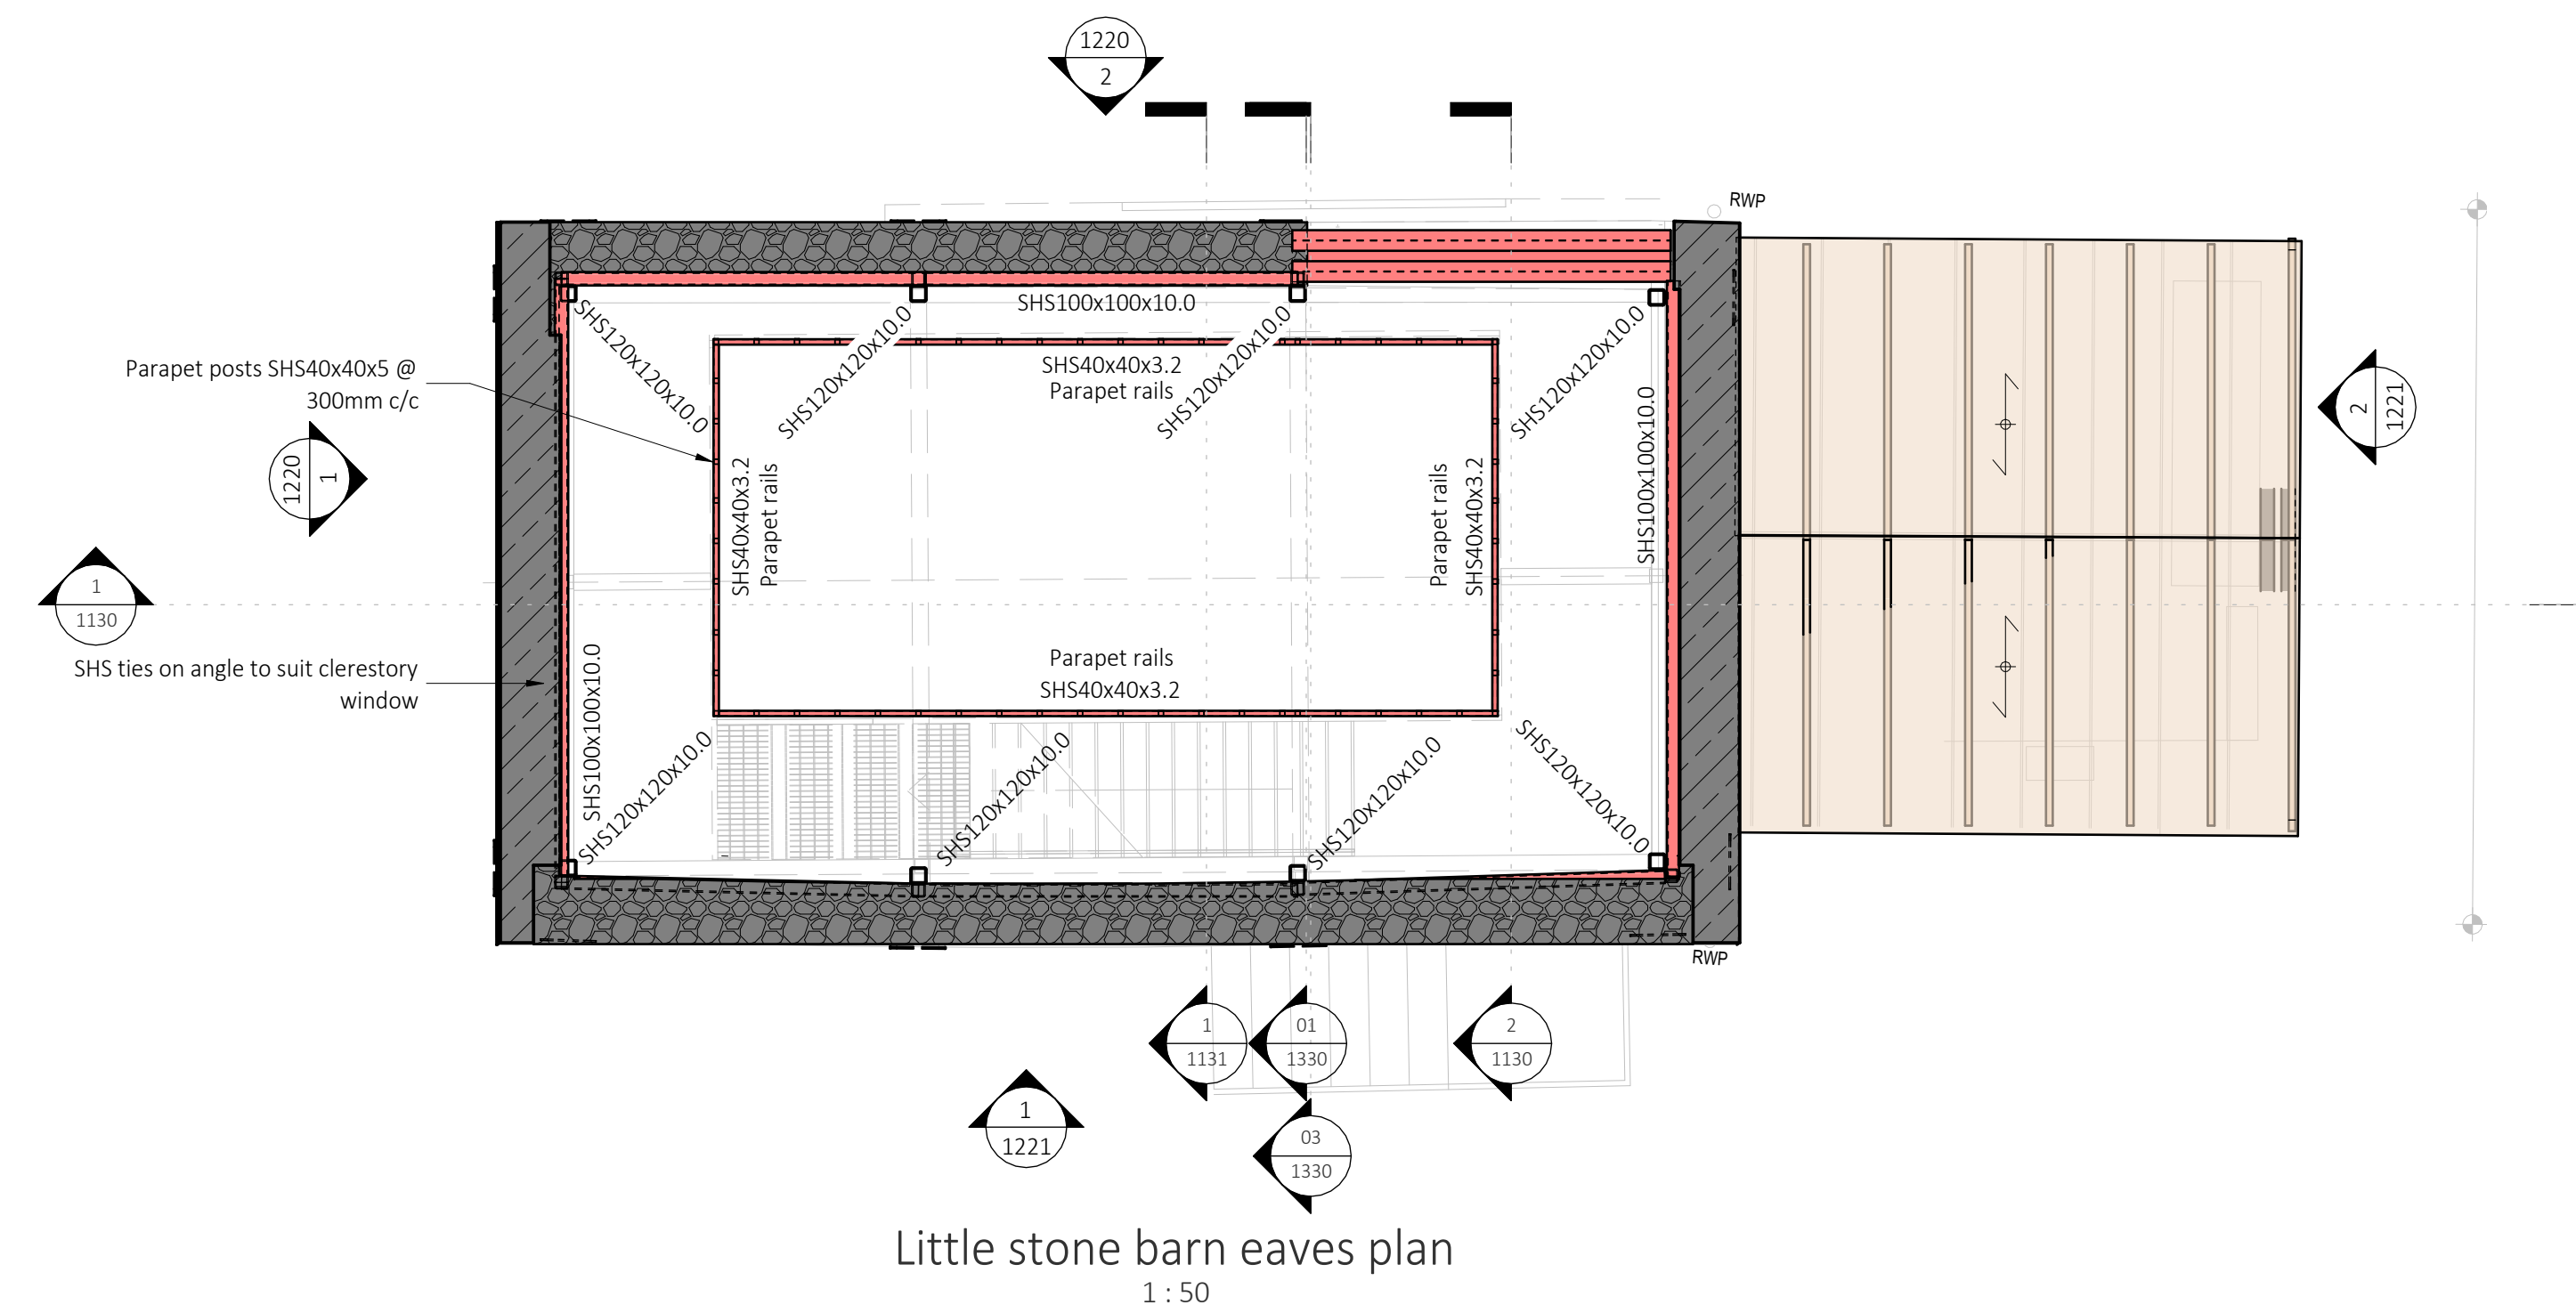 1220
2
RWP
SHS100x100x10.0
SHS120x120x10.0
SHS120x120x10.0
SHS120x120x10.0
SHS120x120x10.0
Parapet posts SHS40x40x5 @
300mm c/c
SHS40x40x3.2
Parapet rails
SHS100x100x10.0
2
1221
1220
1
SHS40x40x3.2
Parapet rails
Parapet rails
SHS40x40x3.2
1
1130
SHS ties on angle to suit clerestory
window
SHS100x100x10.0
Parapet rails
SHS40x40x3.2
SHS120x120x10.0
SHS120x120x10.0
SHS120x120x10.0
SHS120x120x10.0
RWP
1
1131
01
1330
2
1130
1
1221
03
1330
Little stone barn eaves plan
1 : 50